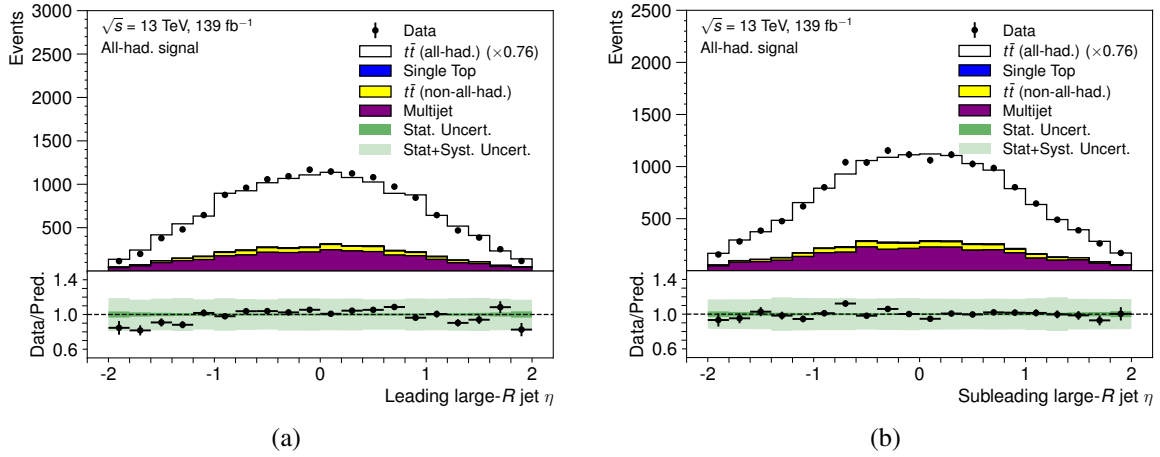 Events
3000
2500
2000
1500
1000
500
√s = 13 TeV, 139 fb⁻¹
All-had. signal
Data
tt̄ (all-had.) (×0.76)
Single Top
tt̄ (non-all-had.)
Multijet
Stat. Uncert.
Stat+Syst. Uncert.
Data/Pred.
1.4
1.0
0.6
-2 -1 0 1 2
Leading large-R jet η
(a)
Events
2500
2000
1500
1000
500
√s = 13 TeV, 139 fb⁻¹
All-had. signal
Data
tt̄ (all-had.) (×0.76)
Single Top
tt̄ (non-all-had.)
Multijet
Stat. Uncert.
Stat+Syst. Uncert.
Data/Pred.
1.4
1.0
0.6
-2 -1 0 1 2
Subleading large-R jet η
(b)